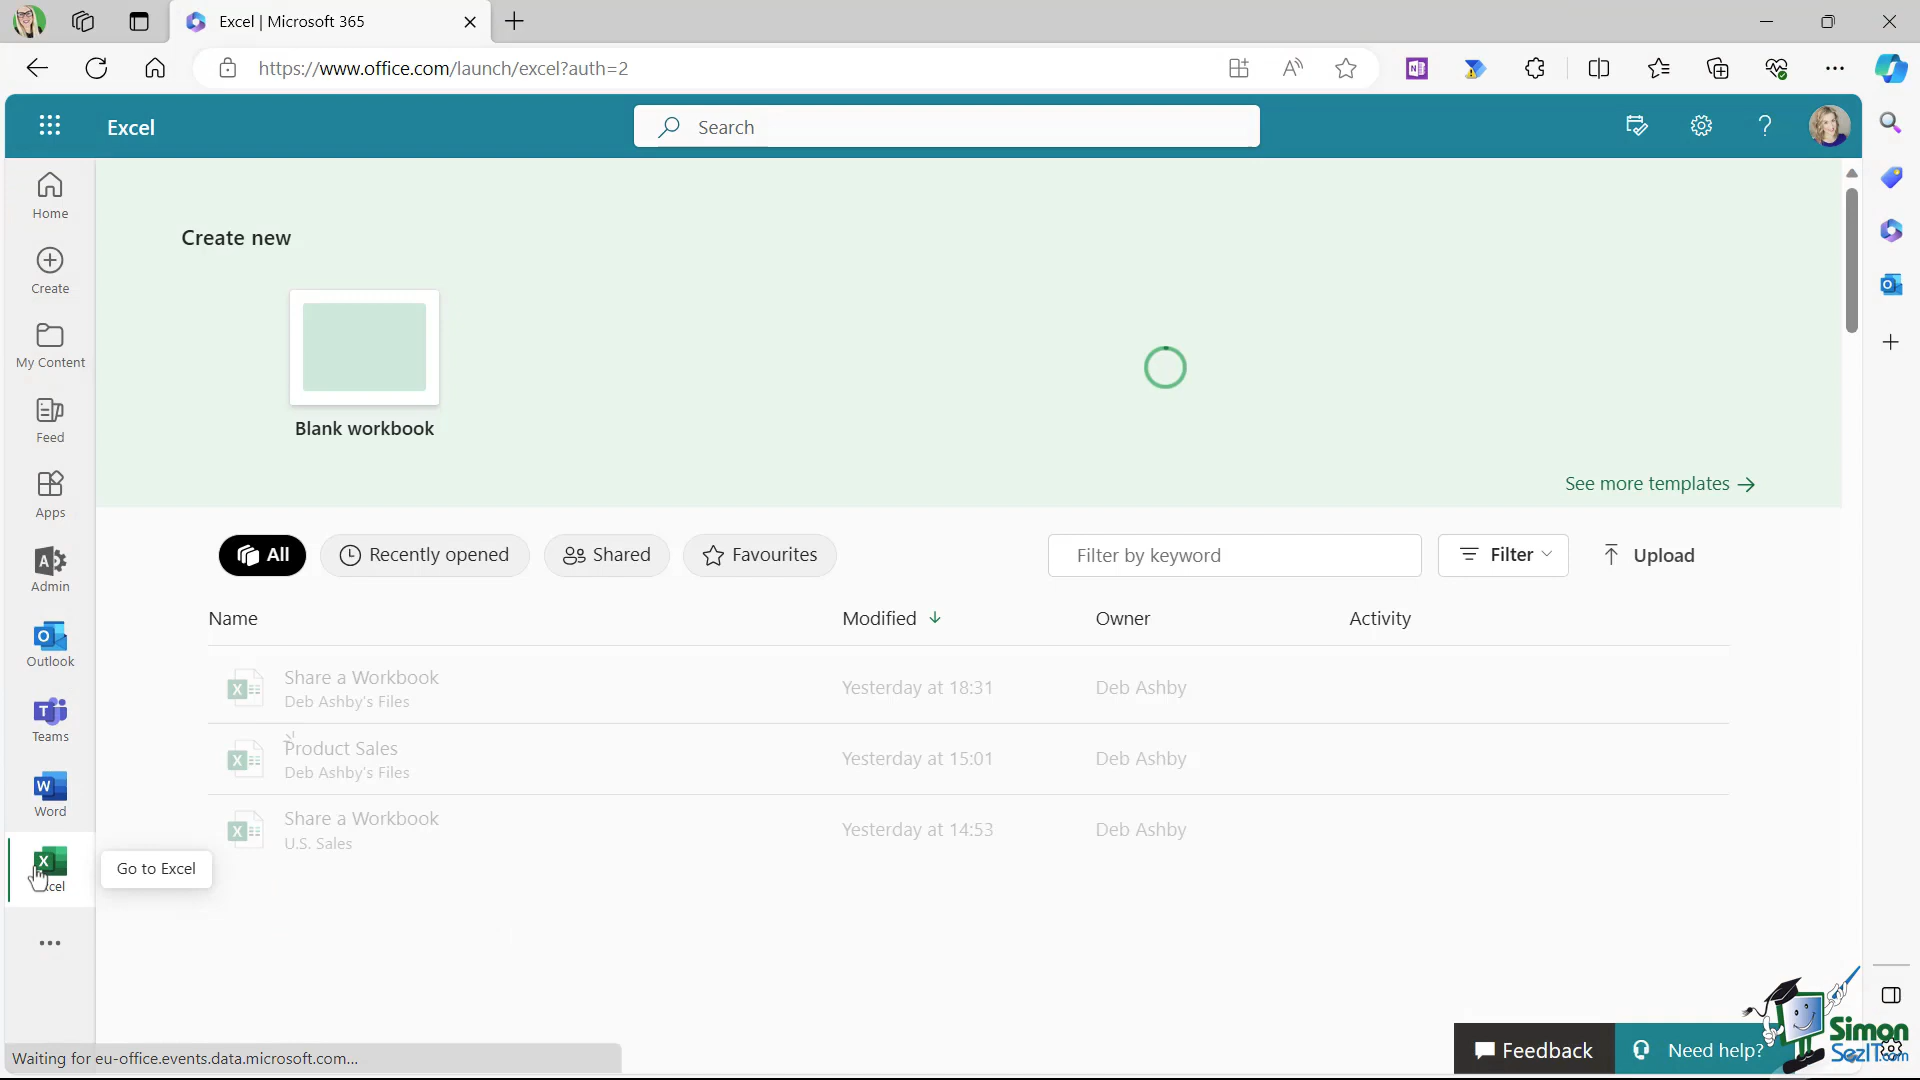 Excel | Microsoft 365
https://www.office.com/launch/excel?auth=2
Excel
Search
Home
Create
My Content
Feed
Apps
Admin
Outlook
Teams
Word
Go to Excel
Create new
Blank workbook
See more templates →
All
Recently opened
Shared
Favourites
Filter by keyword
Filter
Upload
Name Modified ↓ Owner Activity
Share a Workbook
Deb Ashby's Files
Yesterday at 18:31 Deb Ashby
Product Sales
Deb Ashby's Files
Yesterday at 15:01 Deb Ashby
Share a Workbook
U.S. Sales
Yesterday at 14:53 Deb Ashby
Waiting for eu-office.events.data.microsoft.com...
Feedback
Need help?
Simon
SezIT.com